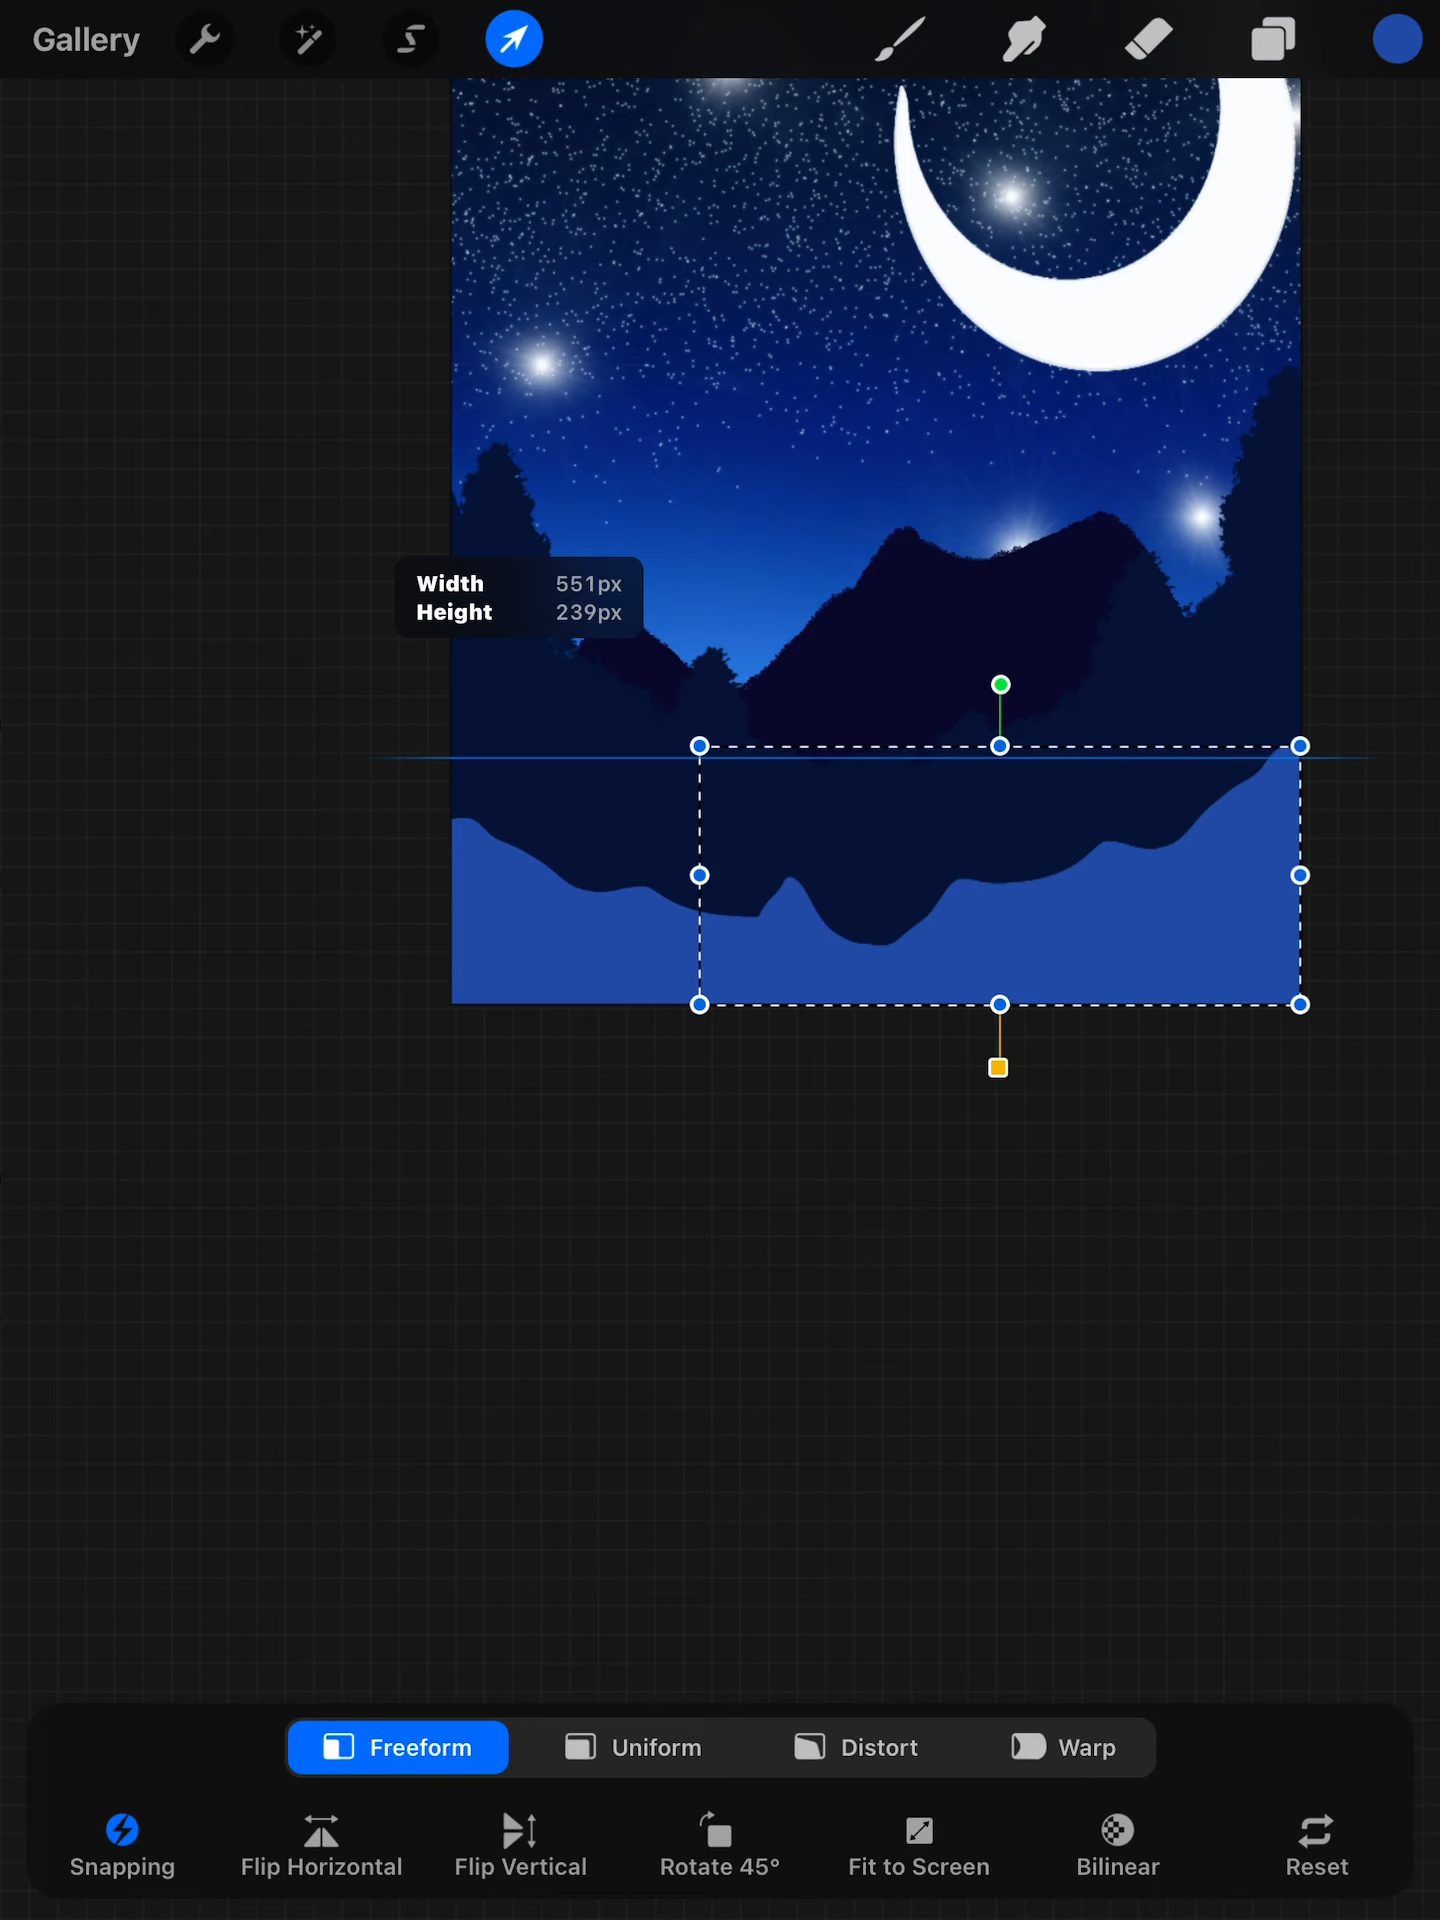 Gallery
Width 551px
Height 239px
Freeform Uniform Distort Warp
Snapping Flip Horizontal Flip Vertical Rotate 45° Fit to Screen Bilinear Reset